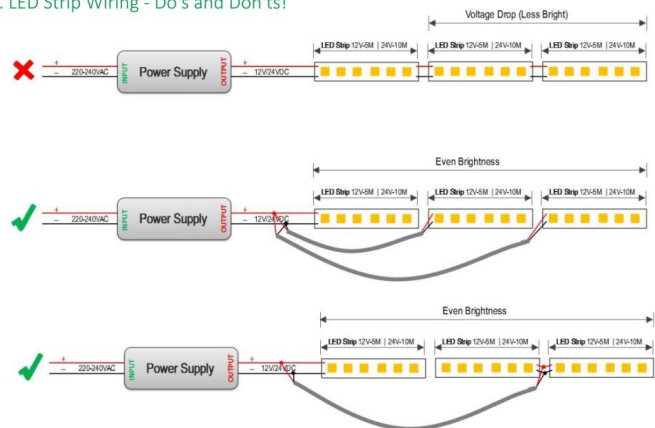 . LED Strip Wiring - Do's and Don'ts!
Voltage Drop (Less Bright)
LED Strip 12V-5M | 24V-10M
LED Strip 12V-5M | 24V-10M
LED Strip 12V-5M | 24V-10M
+
– 220-240VAC
INPUT
Power Supply
OUTPUT
+
– 12V/24VDC
Even Brightness
LED Strip 12V-5M | 24V-10M
LED Strip 12V-5M | 24V-10M
LED Strip 12V-5M | 24V-10M
+
– 220-240VAC
INPUT
Power Supply
OUTPUT
+
– 12V/24VDC
Even Brightness
LED Strip 12V-5M | 24V-10M
LED Strip 12V-5M | 24V-10M
LED Strip 12V-5M | 24V-10M
+
– 220-240VAC
INPUT
Power Supply
OUTPUT
+
– 12V/24VDC